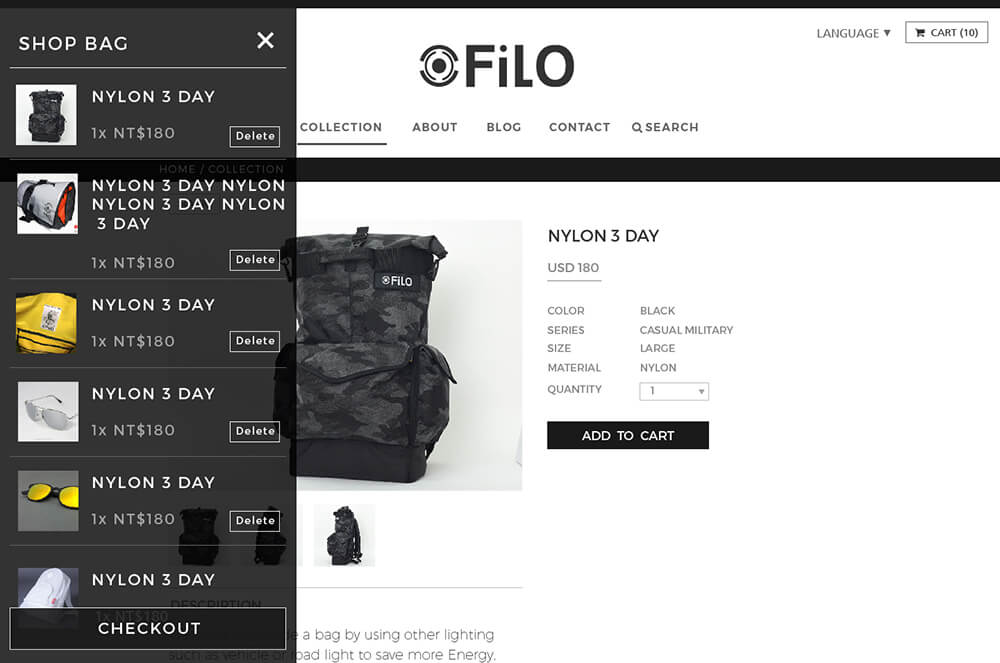 SHOP BAG
NYLON 3 DAY
1x NT$180
Delete
NYLON 3 DAY NYLON
NYLON 3 DAY NYLON
3 DAY
1x NT$180
Delete
NYLON 3 DAY
1x NT$180
Delete
NYLON 3 DAY
1x NT$180
Delete
NYLON 3 DAY
1x NT$180
Delete
NYLON 3 DAY
1x NT$180
CHECKOUT
LANGUAGE ▼
CART (10)
FiLO
COLLECTION
ABOUT
BLOG
CONTACT
SEARCH
HOME / COLLECTION
FiLO
NYLON 3 DAY
USD 180
COLOR BLACK
SERIES CASUAL MILITARY
SIZE LARGE
MATERIAL NYLON
QUANTITY 1
ADD TO CART
DESCRIPTION
a bag by using other lighting
such as vehicle or road light to save more Energy.